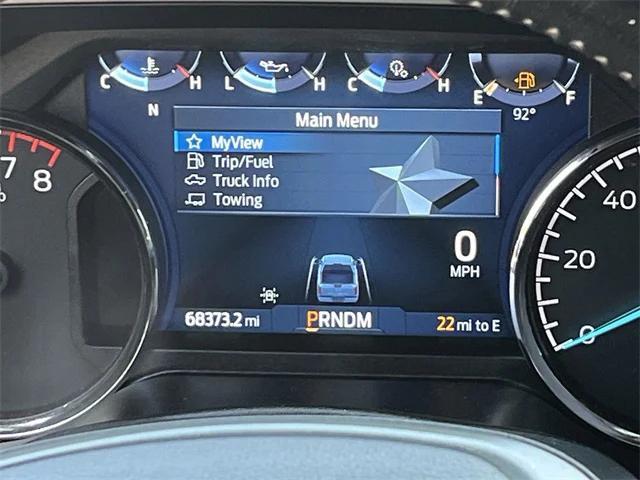 C H L H C H E F
N 92°
Main Menu
MyView
Trip/Fuel
Truck Info
Towing
7
8
40
20
0
0
MPH
68373.2 mi PRNDM 22 mi to E